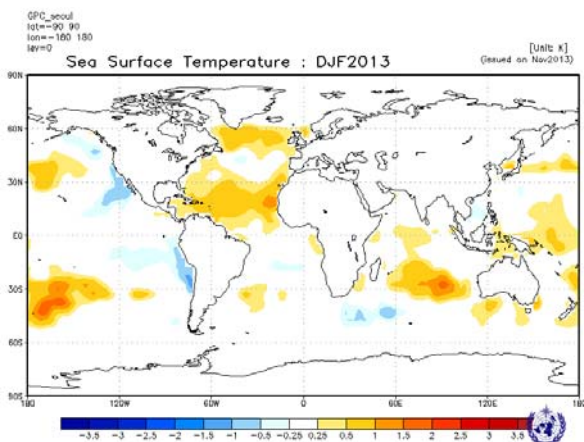 GPC_seoul
lat=-90 90
lon=-180 180
lev=0
[Unit: K]
Sea Surface Temperature : DJF2013
(issued on Nov2013)
90N
60N
30N
EQ
30S
60S
90S
180 120W 60W 0 60E 120E 180
-3.5 -3 -2.5 -2 -1.5 -1 -0.5 -0.25 0.25 0.5 1 1.5 2 2.5 3 3.5